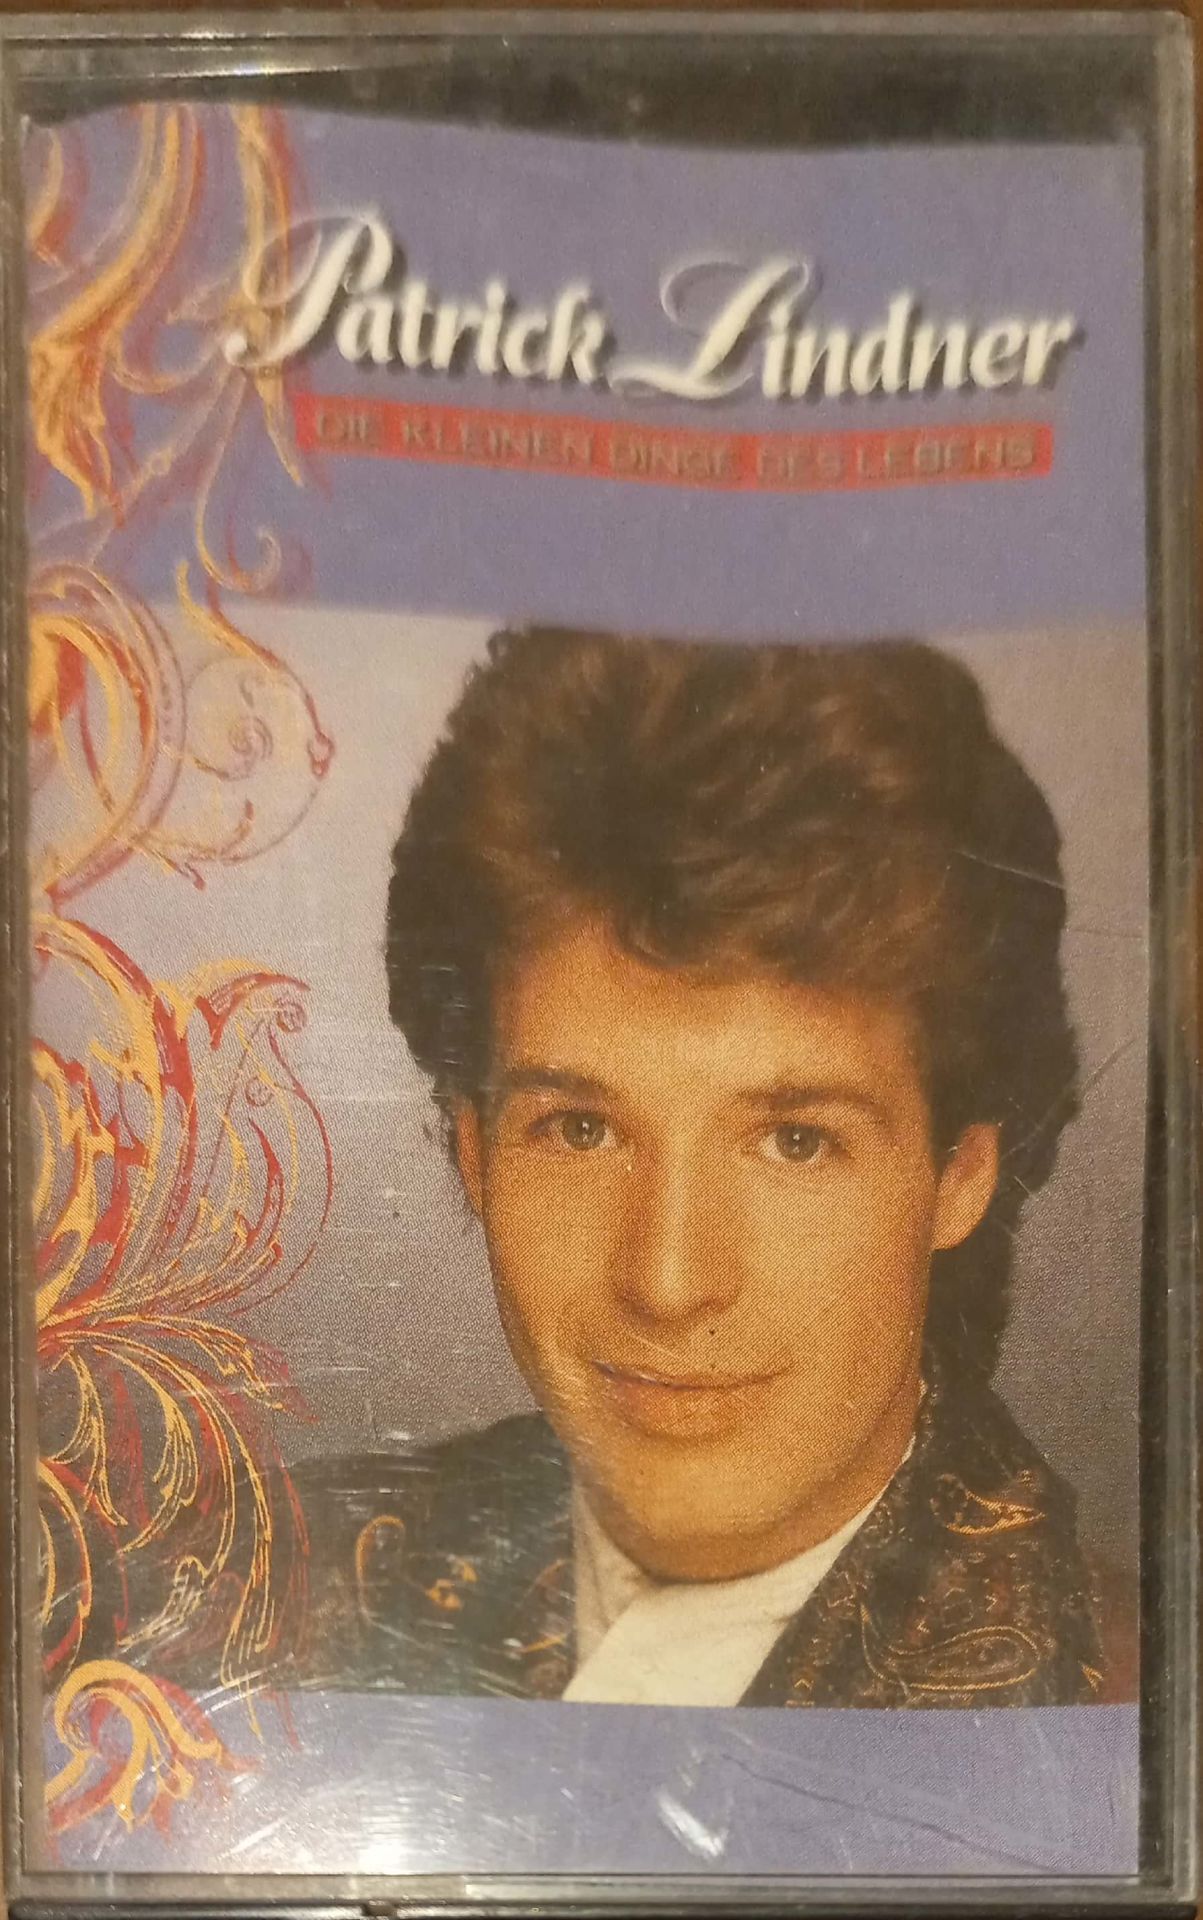 Patrick Lindner
DIE KLEINEN DINGE DES LEBENS